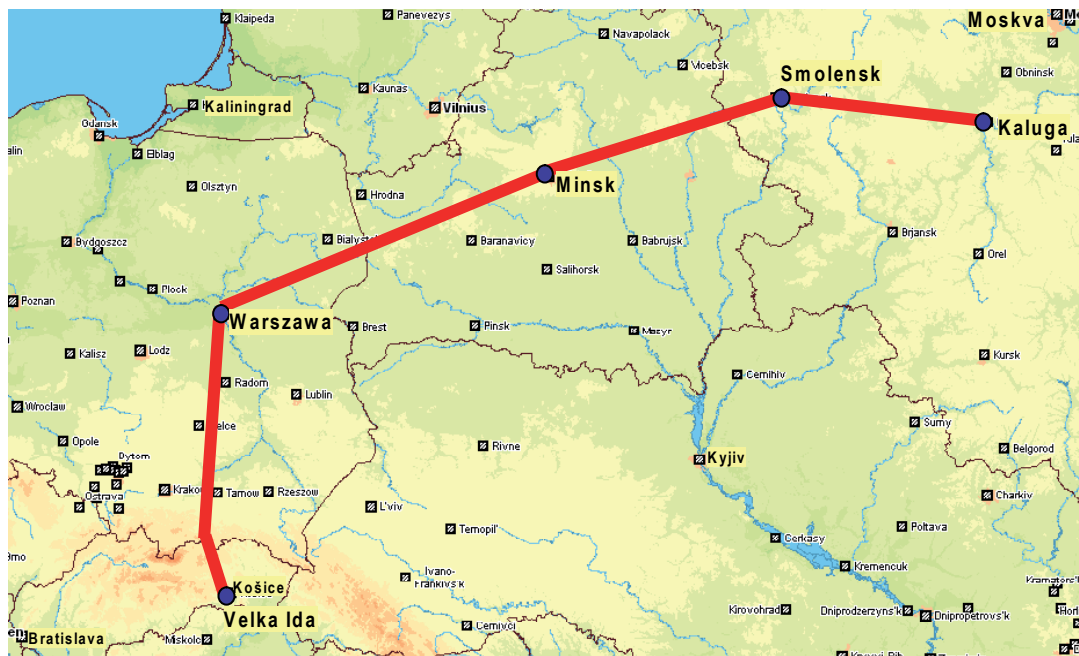 Klaipeda
Panevezys
Navapolack
Moskva
Vicebsk
Smolensk
Obninsk
Kaunas
Vilnius
Kaliningrad
Gdansk
Kaluga
Elblag
Olsztyn
Hrodna
Minsk
Bydgoszcz
Baranavicy
Babrujsk
Brjansk
Orel
Salihorsk
Plock
Poznan
Warszawa
Brest
Pinsk
Mazyr
Kalisz
Lodz
Kursk
Radom
Lublin
Cernihiv
Wroclaw
Sumy
Opole
Rivne
Belgorod
Kyjiv
Ostrava
Tarnow
Rzeszow
Charkiv
L'viv
Ternopil'
Poltava
Cerkasy
Kremencuk
Ivano-
Frankivs'k
Košice
Velka Ida
Kirovohrad
Dniprodzerzyns'k
Dnipropetrovs'k
Cernivci
Bratislava
Miskolc